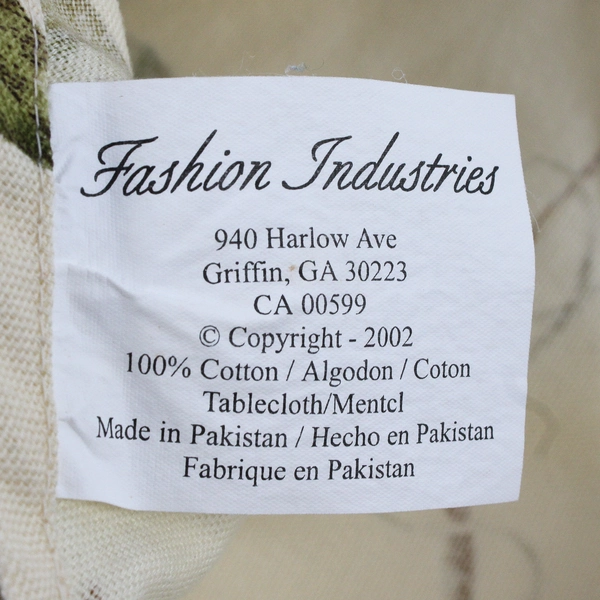 Fashion Industries
940 Harlow Ave
Griffin, GA 30223
CA 00599
© Copyright - 2002
100% Cotton / Algodon / Coton
Tablecloth/Mentcl
Made in Pakistan / Hecho en Pakistan
Fabrique en Pakistan